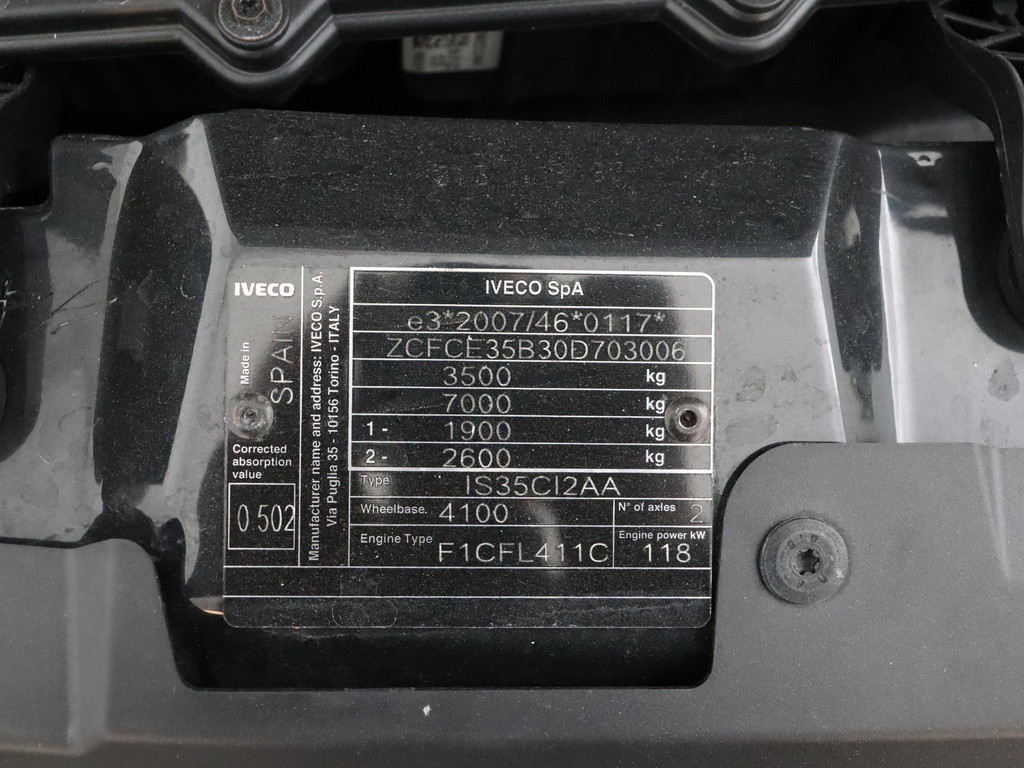 IVECO
Made in
SPAIN
Corrected
absorption
value
0.502
Manufacturer name and address: IVECO S.p.A.
Via Puglia 35 - 10156 Torino - ITALY
IVECO SpA
e3*2007/46*0117*
ZCFCE35B30D703006
3500 kg
7000 kg
1 - 1900 kg
2 - 2600 kg
Type IS35CI2AA
Wheelbase. 4100 N° of axles 2
Engine Type F1CFL411C Engine power kW 118